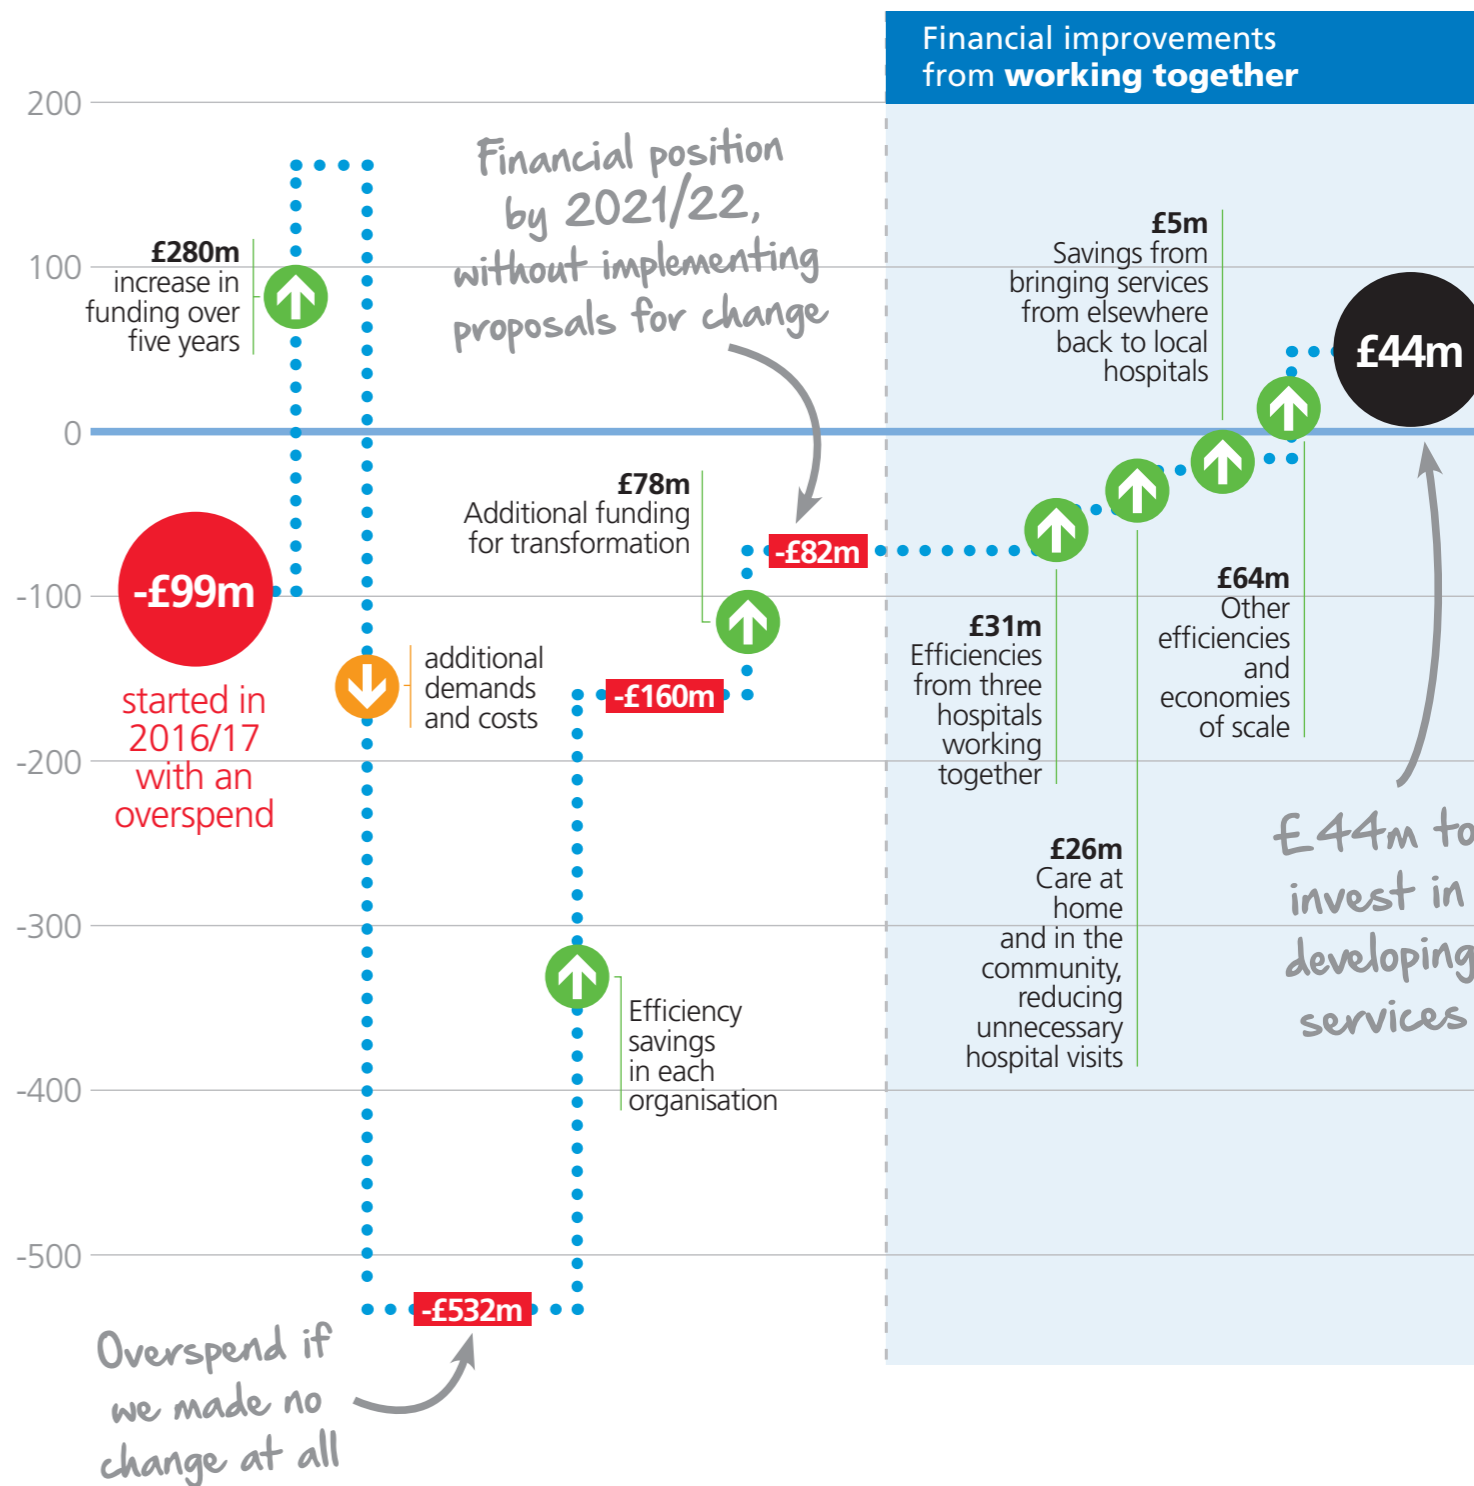 Financial improvements
from working together
200
100
0
-100
-200
-300
-400
-500
£280m
increase in
funding over
five years
Financial position
by 2021/22,
without implementing
proposals for change
-£99m
started in
2016/17
with an
overspend
additional
demands
and costs
-£532m
Overspend if
we made no
change at all
Efficiency
savings
in each
organisation
-£160m
£78m
Additional funding
for transformation
-£82m
£31m
Efficiencies
from three
hospitals
working
together
£26m
Care at
home
and in the
community,
reducing
unnecessary
hospital visits
£5m
Savings from
bringing services
from elsewhere
back to local
hospitals
£64m
Other
efficiencies
and
economies
of scale
£44m
£44m to
invest in
developing
services